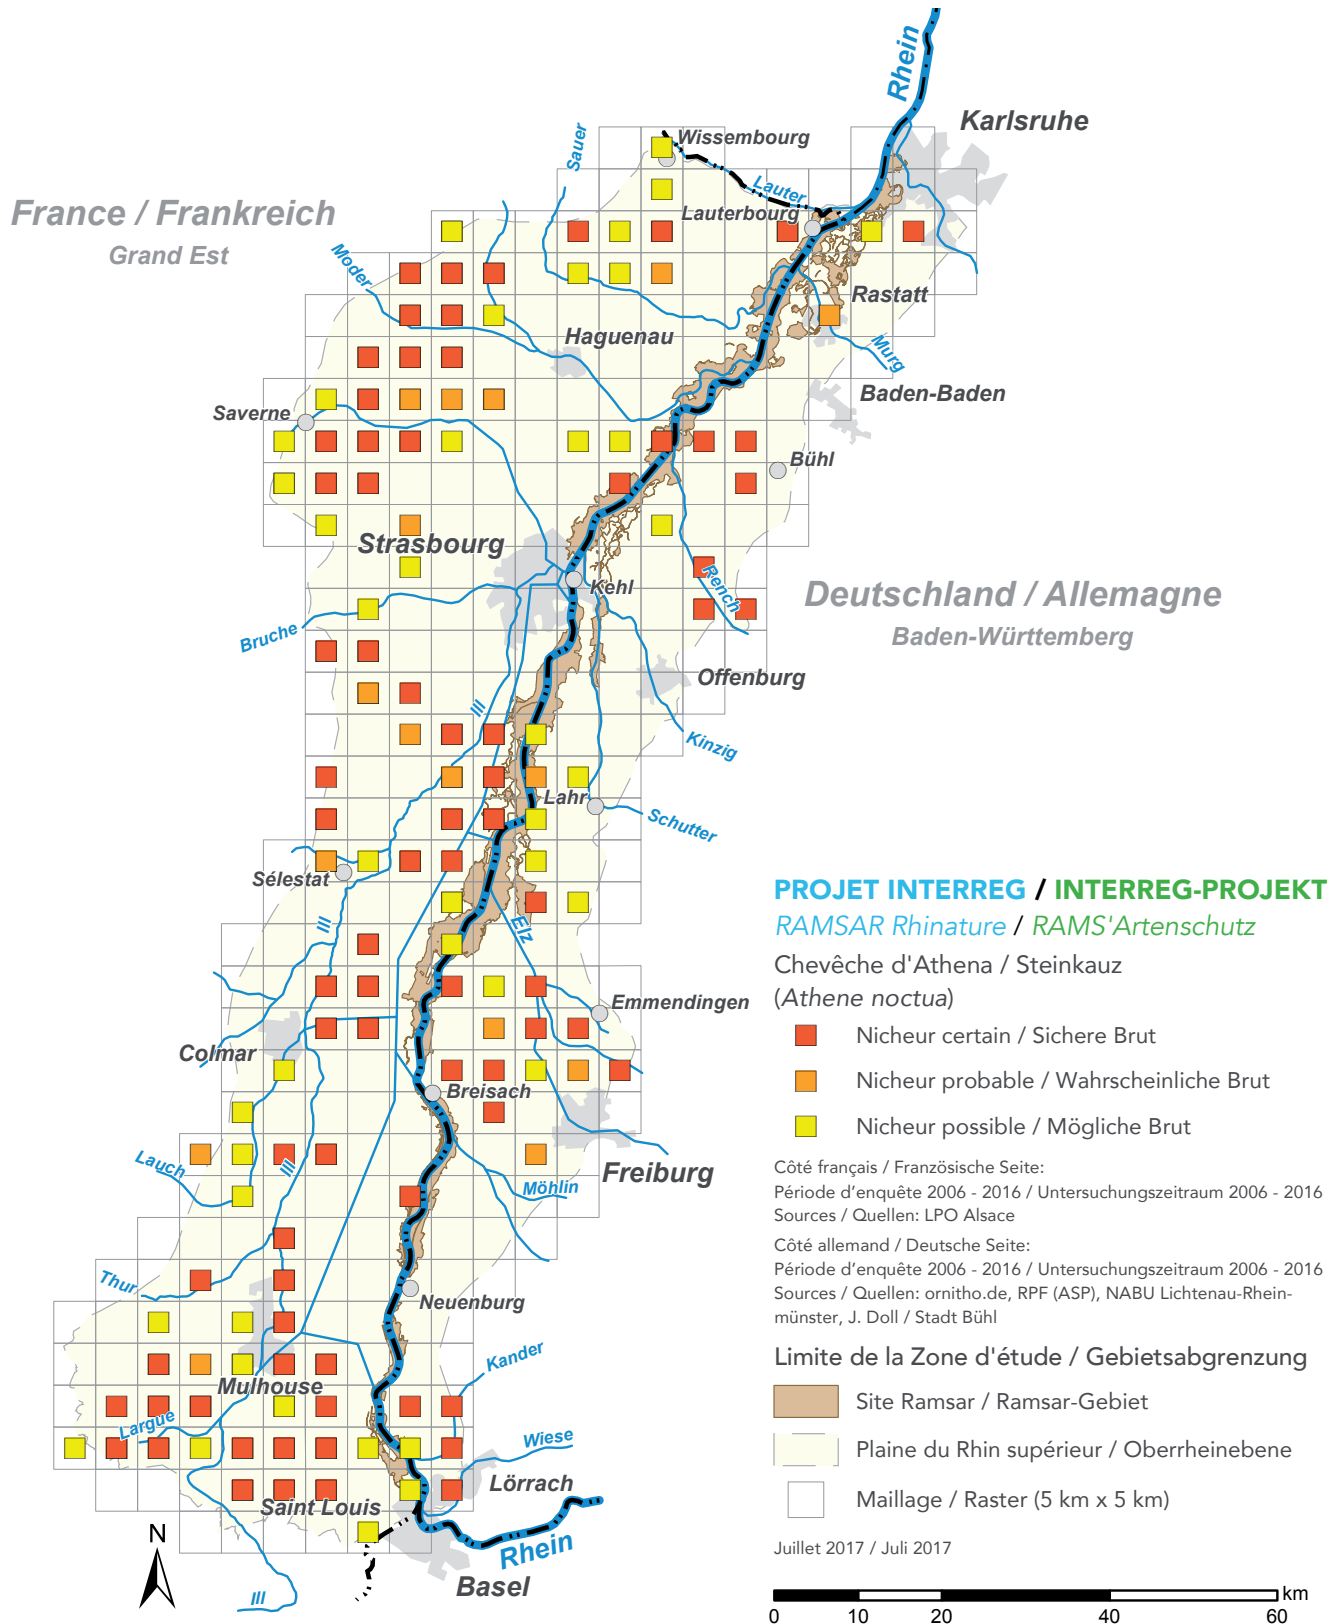 Rhein
Karlsruhe
Wissembourg
Sauer
Lauter
Lauterbourg
France / Frankreich
Grand Est
Moder
Rastatt
Haguenau
Murg
Baden-Baden
Saverne
Bühl
Strasbourg
Kehl
Rench
Deutschland / Allemagne
Baden-Württemberg
Bruche
Offenburg
Ill
Kinzig
Lahr
Schutter
Sélestat
Ill
Elz
Emmendingen
Colmar
Breisach
Lauch
Ill
Freiburg
Möhlin
Thur
Neuenburg
Kander
Mulhouse
Largue
Wiese
Lörrach
Saint Louis
Rhein
Basel
Ill
N
PROJET INTERREG / INTERREG-PROJEKT
RAMSAR Rhinature / RAMS'Artenschutz
Chevêche d'Athena / Steinkauz
(Athene noctua)
Nicheur certain / Sichere Brut
Nicheur probable / Wahrscheinliche Brut
Nicheur possible / Mögliche Brut
Côté français / Französische Seite:
Période d'enquête 2006 - 2016 / Untersuchungszeitraum 2006 - 2016
Sources / Quellen: LPO Alsace
Côté allemand / Deutsche Seite:
Période d'enquête 2006 - 2016 / Untersuchungszeitraum 2006 - 2016
Sources / Quellen: ornitho.de, RPF (ASP), NABU Lichtenau-Rhein-
münster, J. Doll / Stadt Bühl
Limite de la Zone d'étude / Gebietsabgrenzung
Site Ramsar / Ramsar-Gebiet
Plaine du Rhin supérieur / Oberrheinebene
Maillage / Raster (5 km x 5 km)
Juillet 2017 / Juli 2017
km
0 10 20 40 60